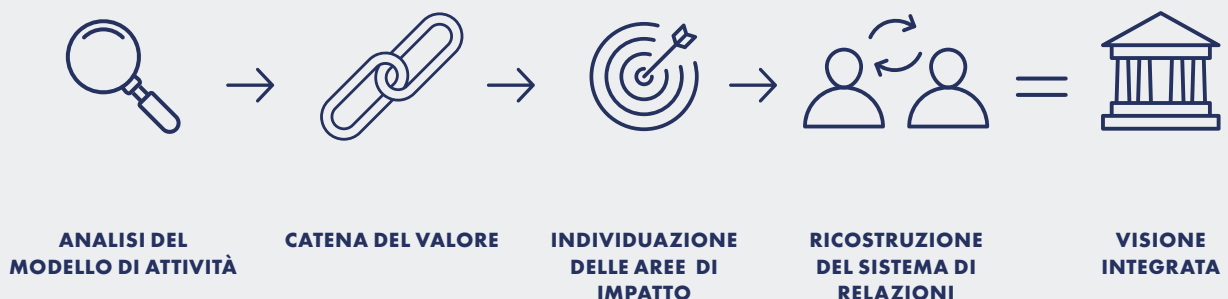 ANALISI DEL
MODELLO DI ATTIVITÀ
CATENA DEL VALORE
INDIVIDUAZIONE
DELLE AREE DI
IMPATTO
RICOSTRUZIONE
DEL SISTEMA DI
RELAZIONI
VISIONE
INTEGRATA